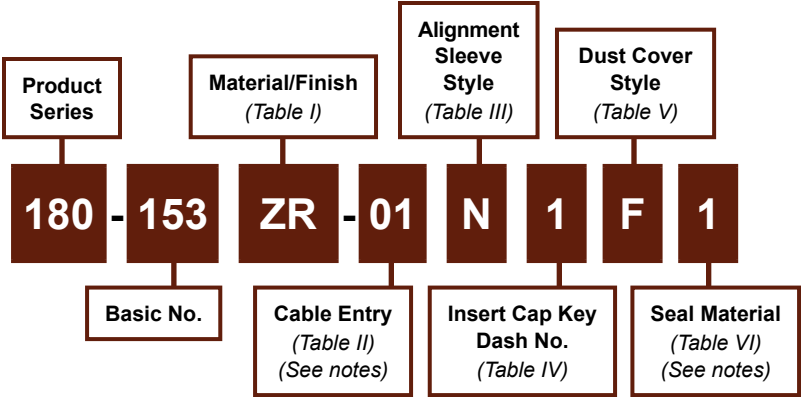 Product
Series
Material/Finish
(Table I)
Alignment
Sleeve
Style
(Table III)
Dust Cover
Style
(Table V)
180 - 153 ZR - 01 N 1 F 1
Basic No.
Cable Entry
(Table II)
(See notes)
Insert Cap Key
Dash No.
(Table IV)
Seal Material
(Table VI)
(See notes)